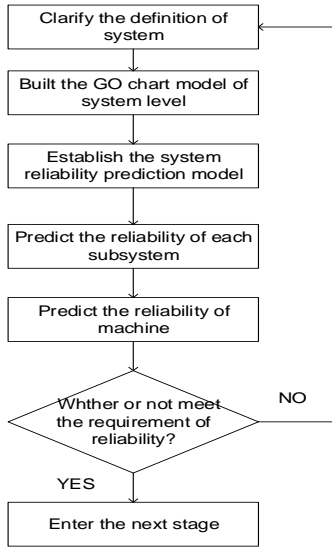 Clarify the definition of
system
Built the GO chart model of
system level
Establish the system
reliability prediction model
Predict the reliability of each
subsystem
Predict the reliability of
machine
Whther or not meet
the requirement of
reliability?
NO
YES
Enter the next stage